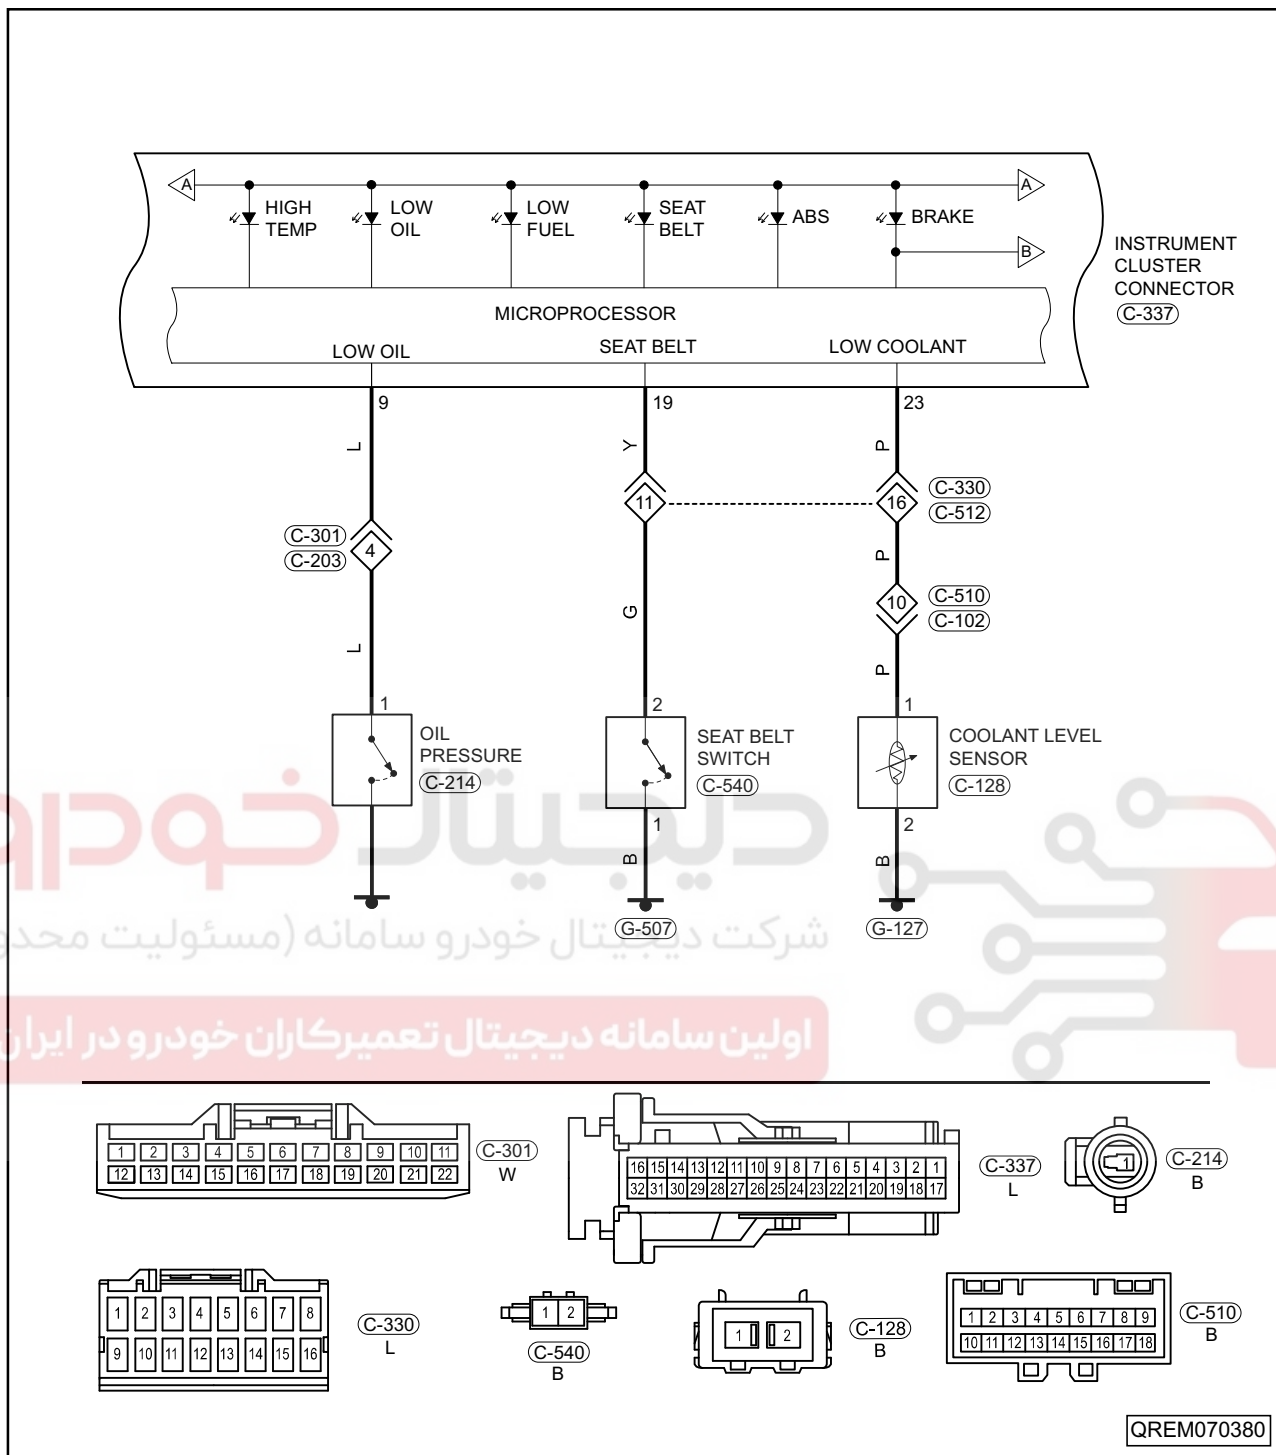 A
A
HIGH
TEMP
LOW
OIL
LOW
FUEL
SEAT
BELT
ABS
BRAKE
B
INSTRUMENT
CLUSTER
CONNECTOR
C-337
MICROPROCESSOR
LOW OIL
SEAT BELT
LOW COOLANT
9
19
23
L
Y
P
11
16
C-330
C-512
C-301
C-203
4
P
10
C-510
C-102
G
L
P
1
2
1
OIL
PRESSURE
C-214
SEAT BELT
SWITCH
C-540
COOLANT LEVEL
SENSOR
C-128
1
2
B
B
G-507
G-127
دیجیتال خودرو
شرکت دیجیتال خودرو سامانه (مسئولیت
اولین سامانه دیجیتال تعمیرکاران خودرو در ایران
1 2 3 4 5 6 7 8 9 10 11
12 13 14 15 16 17 18 19 20 21 22
C-301
W
16 15 14 13 12 11 10 9 8 7 6 5 4 3 2 1
32 31 30 29 28 27 26 25 24 23 22 21 20 19 18 17
C-337
L
1
C-214
B
1 2 3 4 5 6 7 8
9 10 11 12 13 14 15 16
C-330
L
1 2
C-540
B
1 2
C-128
B
1 2 3 4 5 6 7 8 9
10 11 12 13 14 15 16 17 18
C-510
B
QREM070380